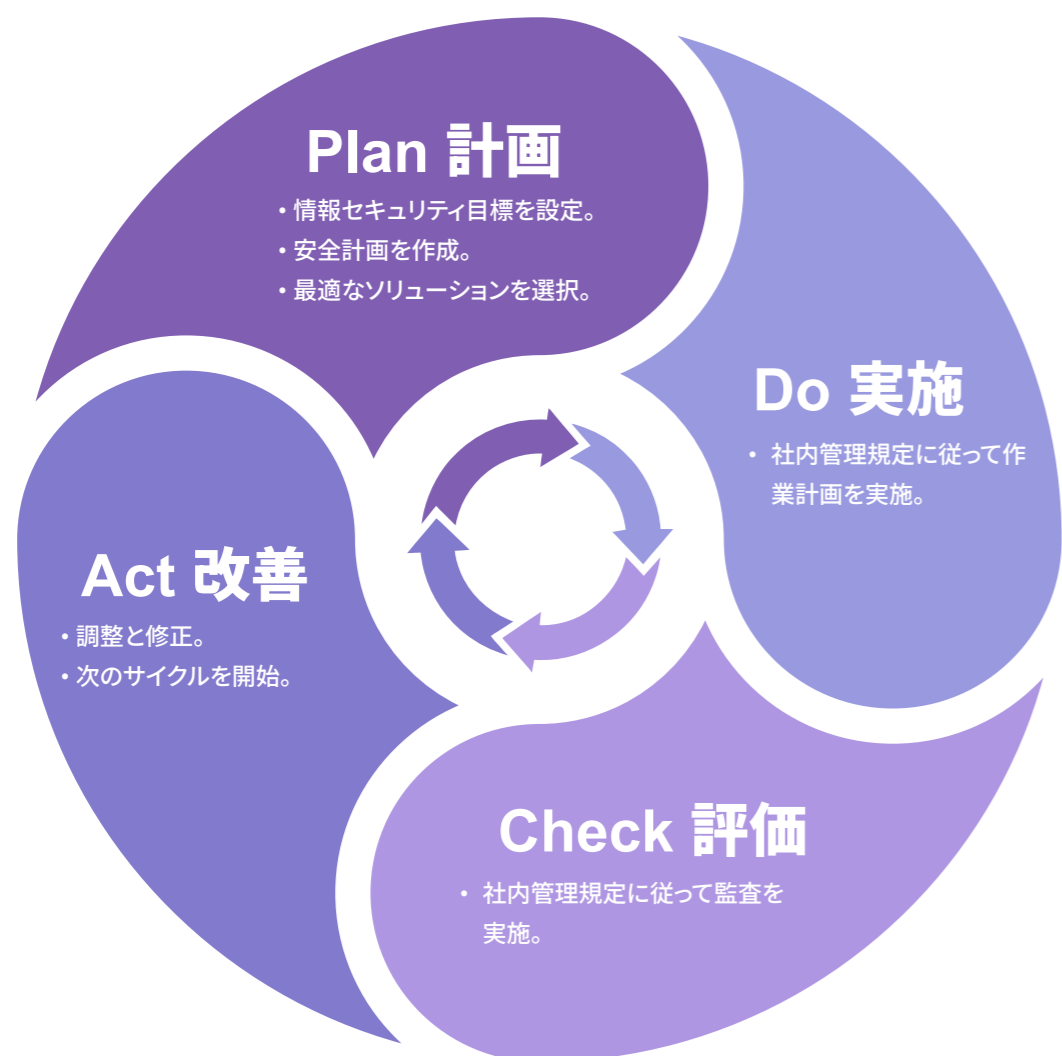 Plan 計画
・情報セキュリティ目標を設定。
・安全計画を作成。
・最適なソリューションを選択。
Do 実施
・ 社内管理規定に従って作
業計画を実施。
Check 評価
・ 社内管理規定に従って監査を
実施。
Act 改善
・調整と修正。
・次のサイクルを開始。